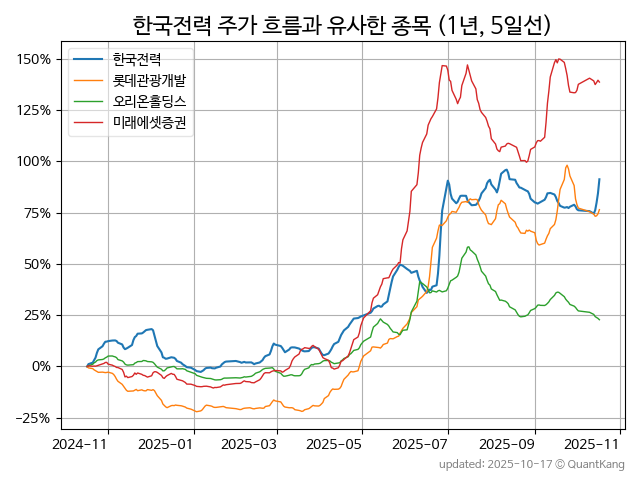 한국전력 주가 흐름과 유사한 종목 (1년, 5일선)
한국전력
롯데관광개발
오리온홀딩스
미래에셋증권
150%
125%
100%
75%
50%
25%
0%
−25%
2024-11
2025-01
2025-03
2025-05
2025-07
2025-09
2025-11
updated: 2025-10-17 © QuantKang